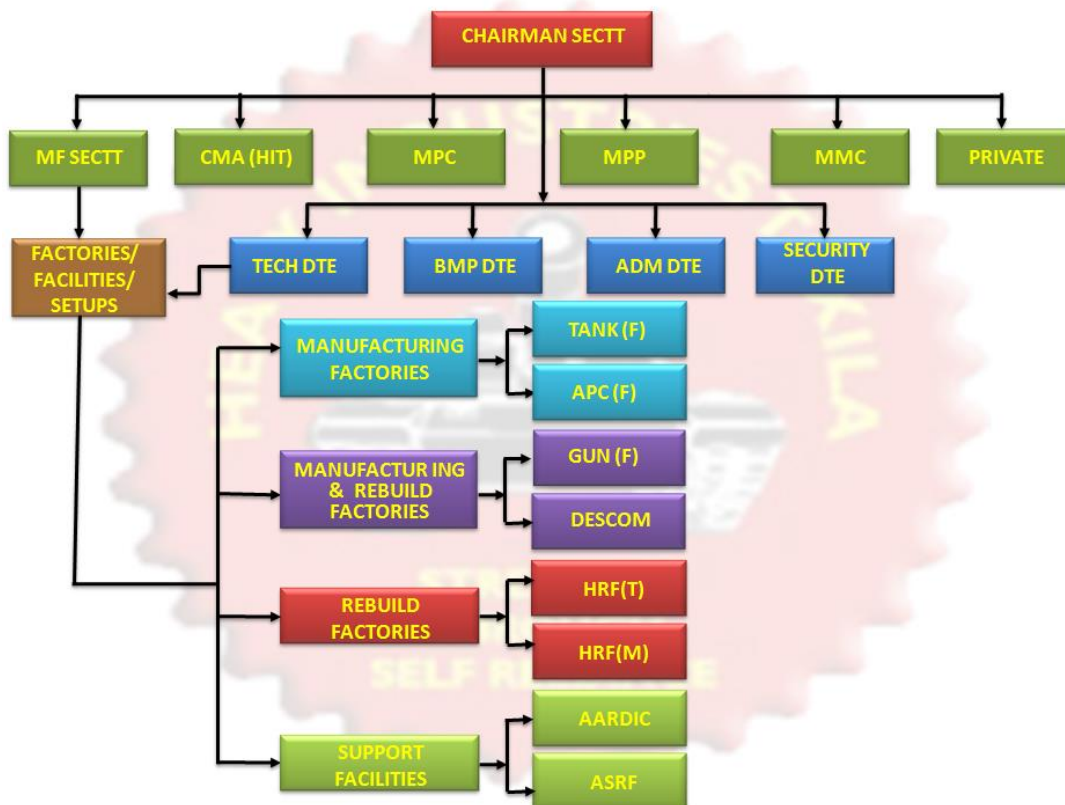 CHAIRMAN SECTT
MF SECTT
CMA (HIT)
MPC
MPP
MMC
PRIVATE
FACTORIES/
FACILITIES/
SETUPS
TECH DTE
BMP DTE
ADM DTE
SECURITY
DTE
MANUFACTURING
FACTORIES
TANK (F)
APC (F)
MANUFACTUR ING
& REBUILD
FACTORIES
GUN (F)
DESCOM
REBUILD
FACTORIES
HRF(T)
HRF(M)
SUPPORT
FACILITIES
AARDIC
ASRF